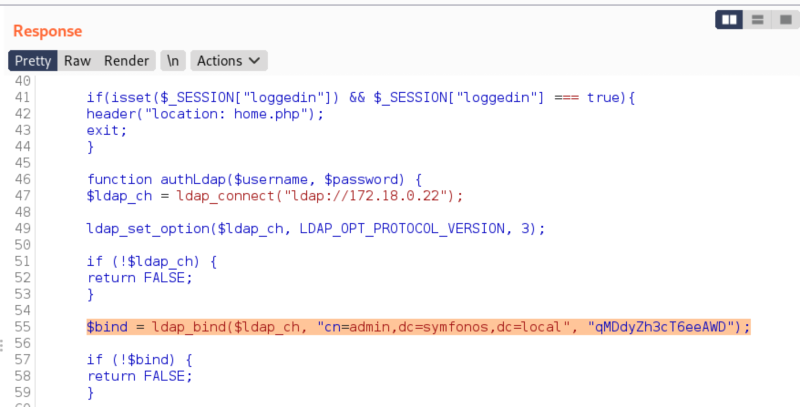 Response
Pretty Raw Render \n Actions
40
41 if(isset($_SESSION["loggedin"]) && $_SESSION["loggedin"] === true){
42 header("location: home.php");
43 exit;
44 }
45
46 function authLdap($username, $password) {
47 $ldap_ch = ldap_connect("ldap://172.18.0.22");
48
49 ldap_set_option($ldap_ch, LDAP_OPT_PROTOCOL_VERSION, 3);
50
51 if (!$ldap_ch) {
52 return FALSE;
53 }
54
55 $bind = ldap_bind($ldap_ch, "cn=admin,dc=symfonos,dc=local", "qMDdyZh3cT6eeAWD");
56
57 if (!$bind) {
58 return FALSE;
59 }